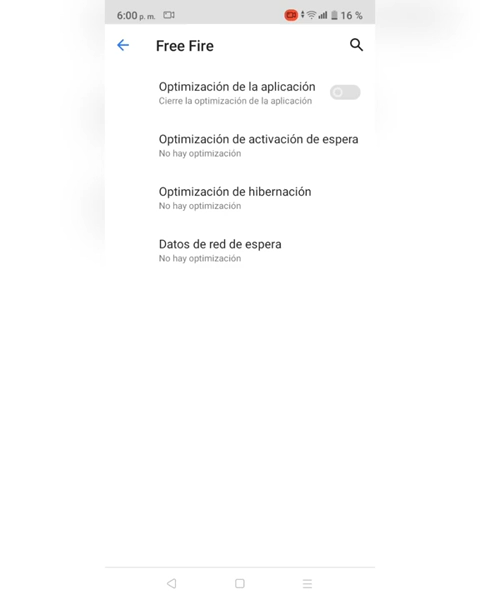 6:00 p. m. 16 %
Free Fire
Optimización de la aplicación
Cierre la optimización de la aplicación
Optimización de activación de espera
No hay optimización
Optimización de hibernación
No hay optimización
Datos de red de espera
No hay optimización